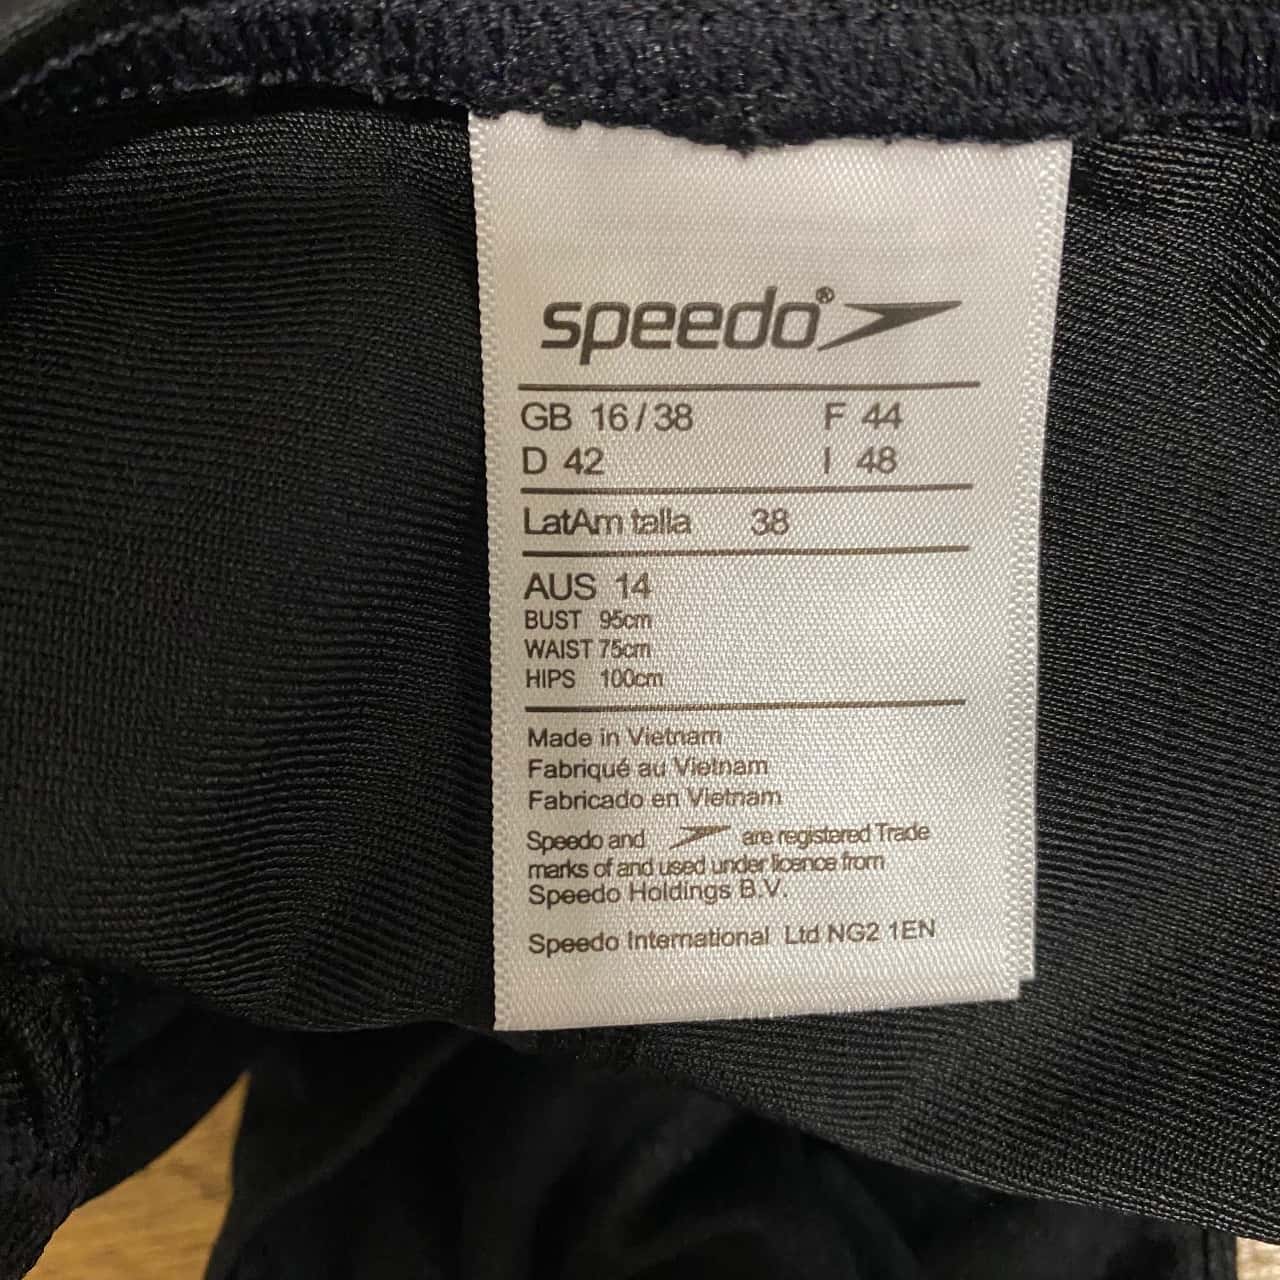 speedo®
GB 16/38 F 44
D 42 I 48
LatAm talla 38
AUS 14
BUST 95cm
WAIST 75cm
HIPS 100cm
Made in Vietnam
Fabriqué au Vietnam
Fabricado en Vietnam
Speedo and are registered Trade
marks of and used under licence from
Speedo Holdings B.V.
Speedo International Ltd NG2 1EN